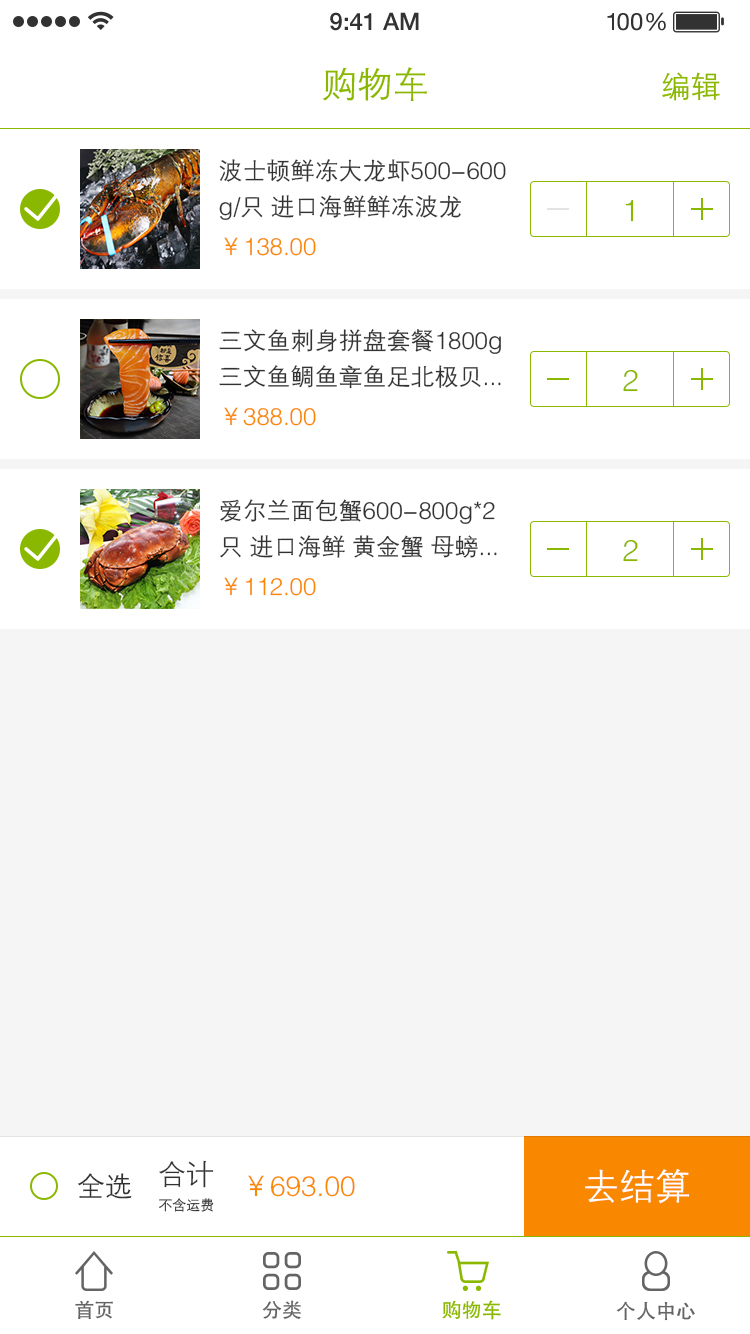 9:41 AM
100%
购物车
编辑
波士顿鲜冻大龙虾500-600
g/只 进口海鲜鲜冻波龙
￥138.00
1
三文鱼刺身拼盘套餐1800g
三文鱼鲷鱼章鱼足北极贝...
￥388.00
2
爱尔兰面包蟹600-800g*2
只 进口海鲜 黄金蟹 母螃...
￥112.00
2
全选
合计
不含运费
￥693.00
去结算
首页
分类
购物车
个人中心